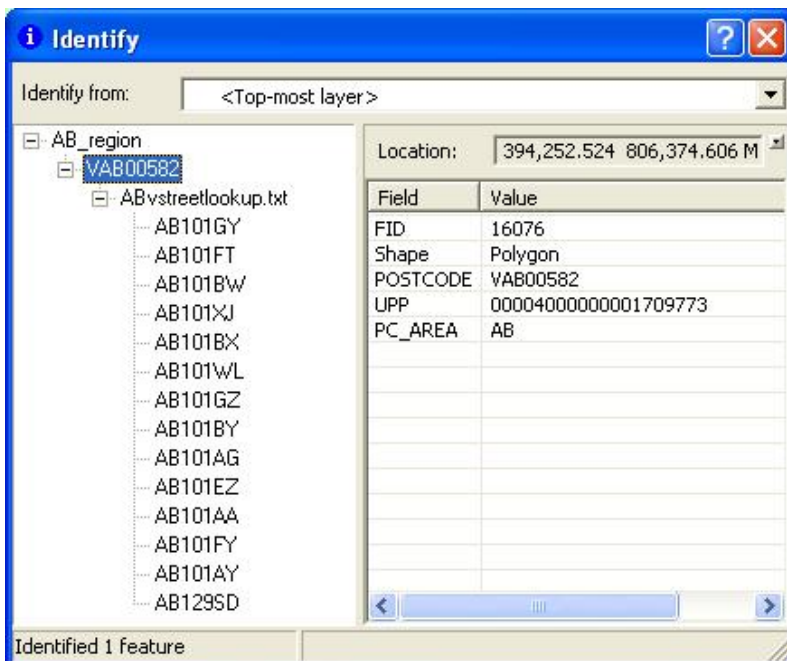 Identify
Identify from:
<Top-most layer>
AB_region
VAB00582
ABvstreetlookup.txt
AB101GY
AB101FT
AB101BW
AB101XJ
AB101BX
AB101WL
AB101GZ
AB101BY
AB101AG
AB101EZ
AB101AA
AB101FY
AB101AY
AB129SD
Location: 394,252.524 806,374.606 M
Field Value
FID 16076
Shape Polygon
POSTCODE VAB00582
UPP 00004000000001709773
PC_AREA AB
Identified 1 feature